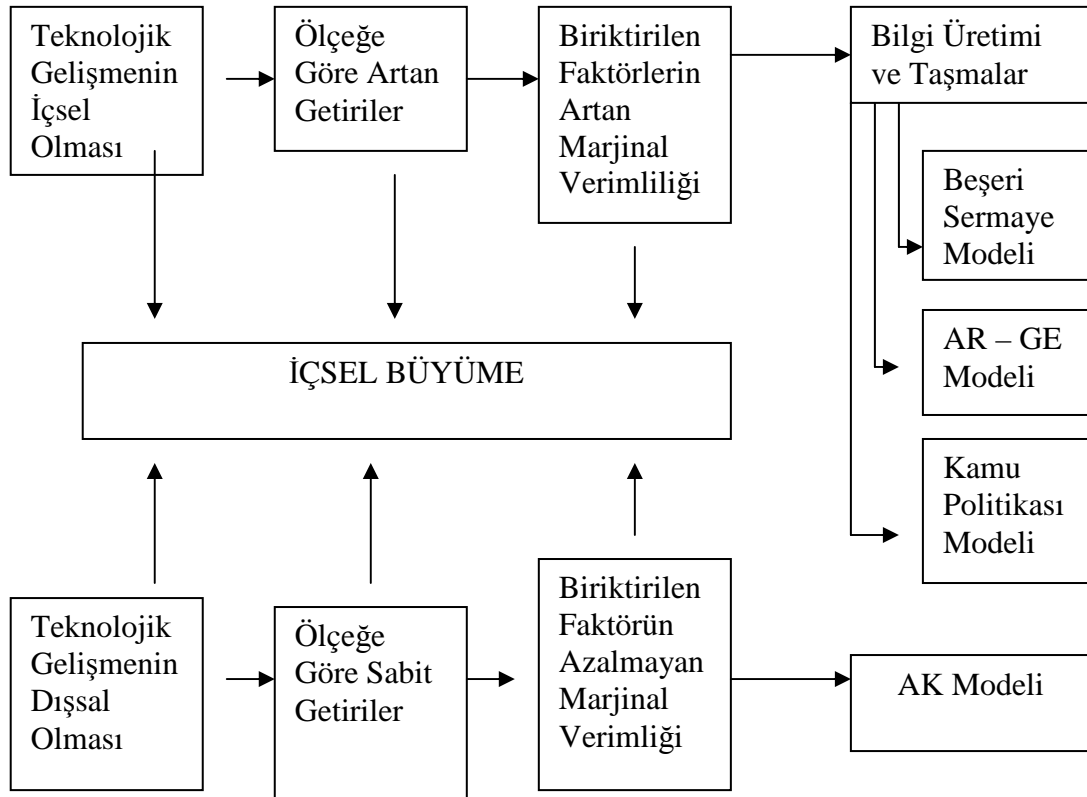 Teknolojik
Gelişmenin
İçsel
Olması
Ölçeğe
Göre Artan
Getiriler
Biriktirilen
Faktörlerin
Artan
Marjinal
Verimliliği
Bilgi Üretimi
ve Taşmalar
Beşeri
Sermaye
Modeli
AR – GE
Modeli
Kamu
Politikası
Modeli
İÇSEL BÜYÜME
Teknolojik
Gelişmenin
Dışsal
Olması
Ölçeğe
Göre Sabit
Getiriler
Biriktirilen
Faktörün
Azalmayan
Marjinal
Verimliği
AK Modeli